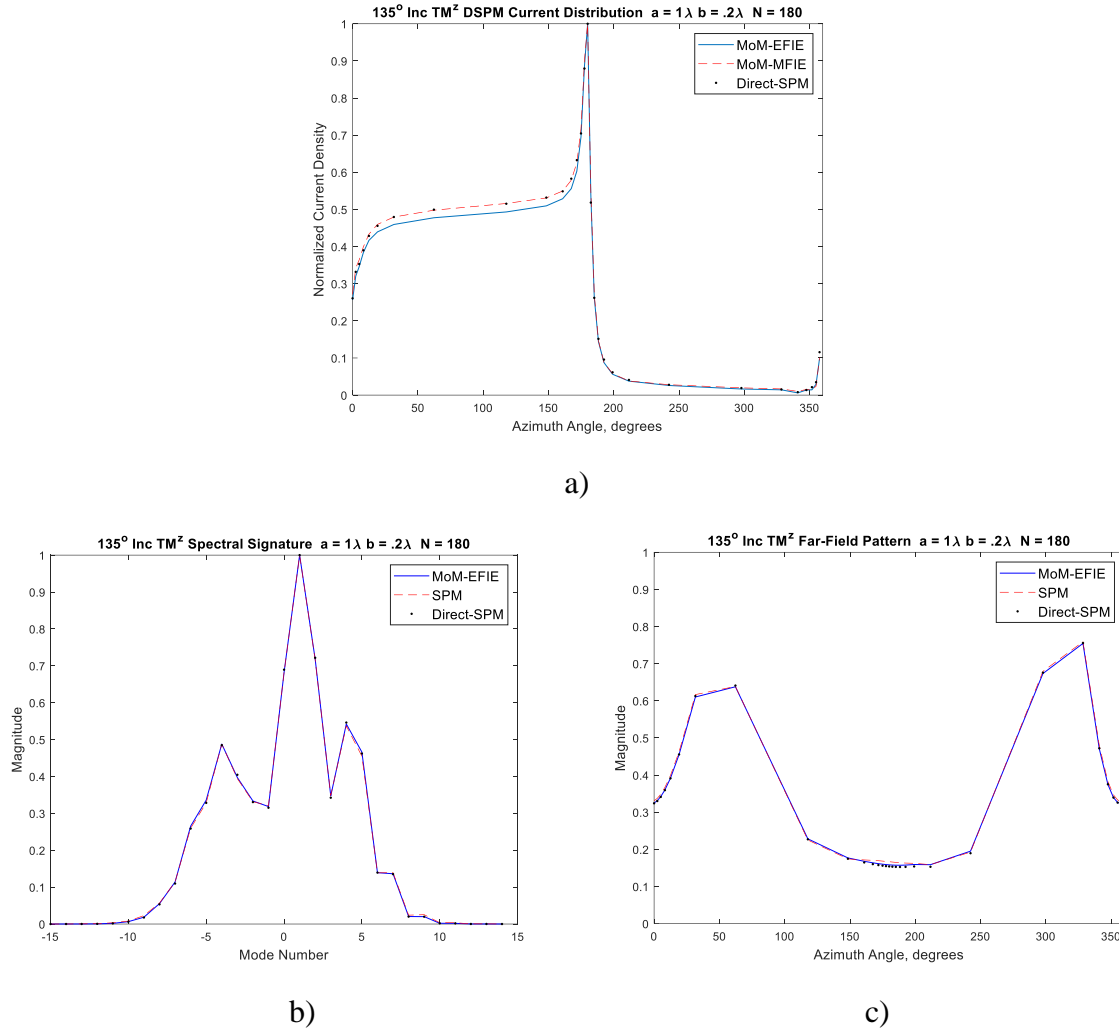 135° Inc TMᶻ DSPM Current Distribution a = 1λ b = .2λ N = 180
1
0.9
0.8
0.7
0.6
0.5
0.4
0.3
0.2
0.1
0
Normalized Current Density
MoM-EFIE
MoM-MFIE
Direct-SPM
0 50 100 150 200 250 300 350
Azimuth Angle, degrees
a)
135° Inc TMᶻ Spectral Signature a = 1λ b = .2λ N = 180
1
0.9
0.8
0.7
0.6
0.5
0.4
0.3
0.2
0.1
0
Magnitude
MoM-EFIE
SPM
Direct-SPM
-15 -10 -5 0 5 10 15
Mode Number
b)
135° Inc TMᶻ Far-Field Pattern a = 1λ b = .2λ N = 180
1
0.9
0.8
0.7
0.6
0.5
0.4
0.3
0.2
0.1
0
Magnitude
MoM-EFIE
SPM
Direct-SPM
0 50 100 150 200 250 300 350
Azimuth Angle, degrees
c)